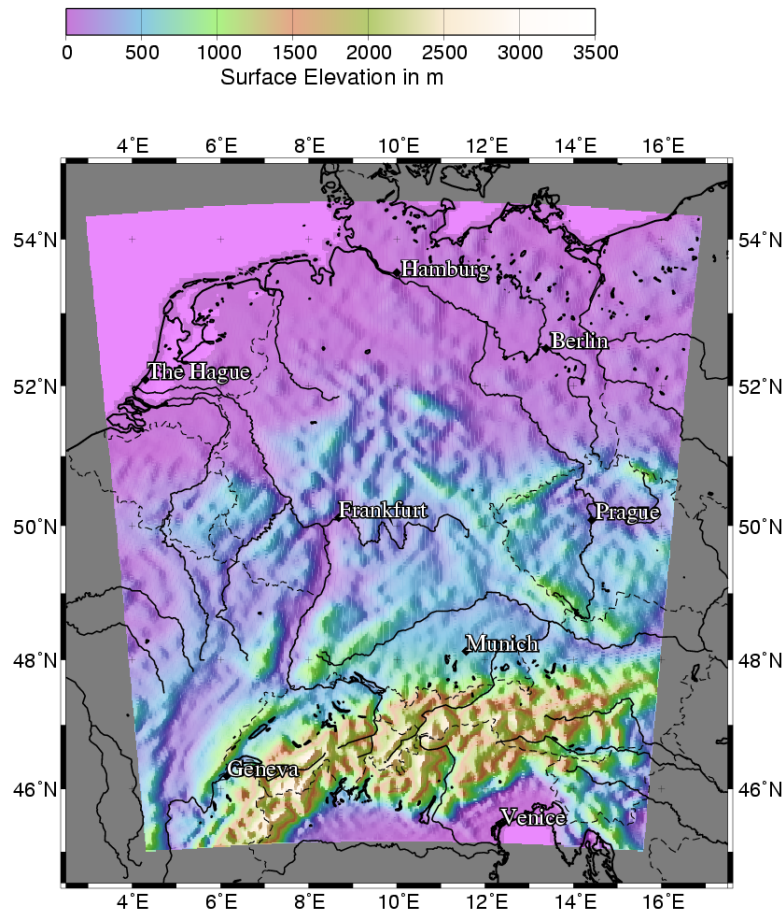 0 500 1000 1500 2000 2500 3000 3500
Surface Elevation in m
4°E 6°E 8°E 10°E 12°E 14°E 16°E
54°N 54°N
Hamburg
Berlin
The Hague
52°N 52°N
Frankfurt
Prague
50°N 50°N
Munich
48°N 48°N
Geneva
46°N 46°N
Venice
4°E 6°E 8°E 10°E 12°E 14°E 16°E